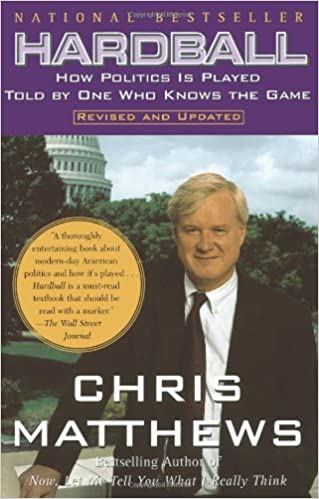 NATIONAL BESTSELLER
HARDBALL
HOW POLITICS IS PLAYED
TOLD BY ONE WHO KNOWS THE GAME
REVISED AND UPDATED
"A thoroughly
entertaining book about
modern-day American
politics and how it's played . . .
Hardball is a must-read
textbook that should be
read with a marker."
—The Wall Street
Journal
CHRIS
MATTHEWS
Bestselling Author of
Now, Let Me Tell You What I Really Think